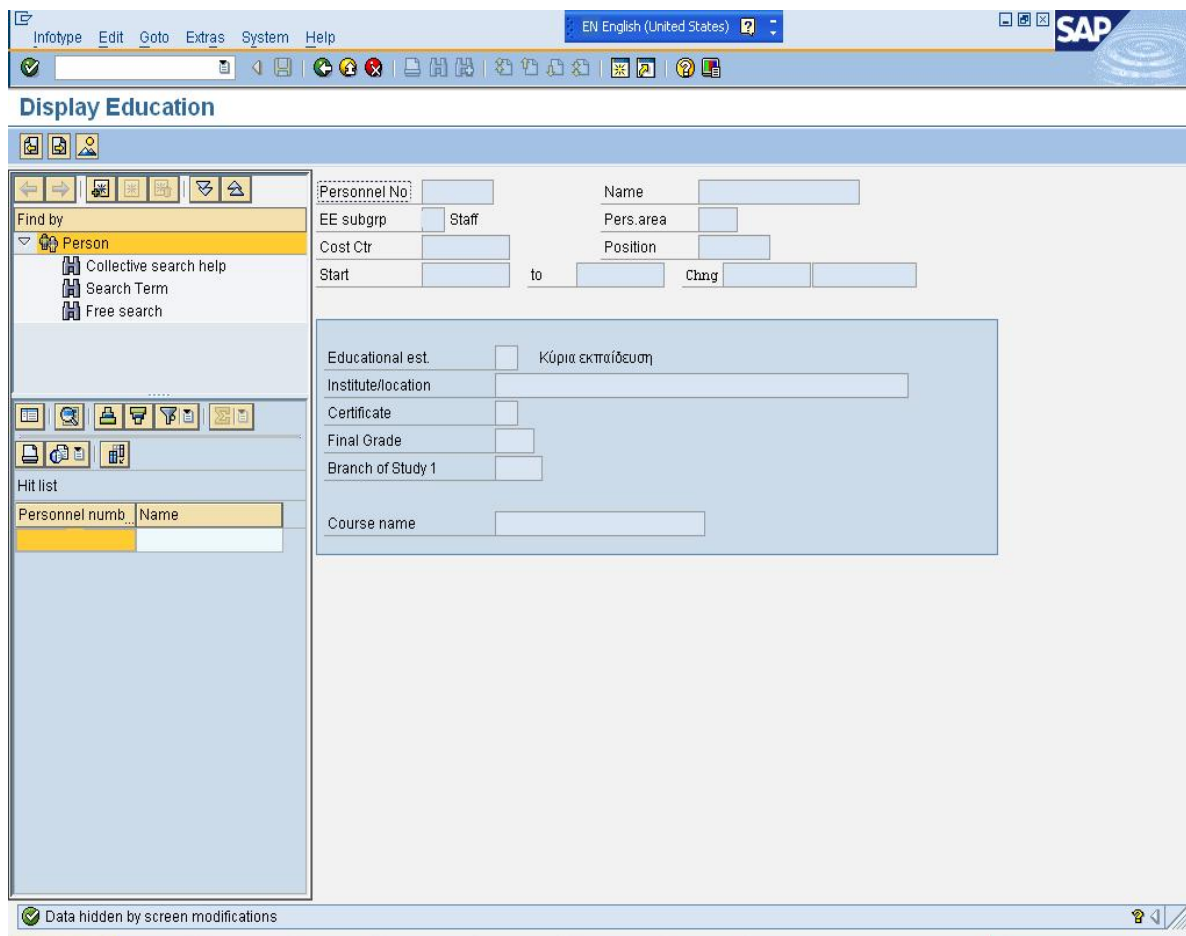 EN English (United States)
SAP
Infotype Edit Goto Extras System Help
Display Education
Find by
Person
Collective search help
Search Term
Free search
Hit list
Personnel numb... Name
Personnel No Name
EE subgrp Staff Pers.area
Cost Ctr Position
Start to Chng
Educational est. Κύρια εκπαίδευση
Institute/location
Certificate
Final Grade
Branch of Study 1
Course name
Data hidden by screen modifications